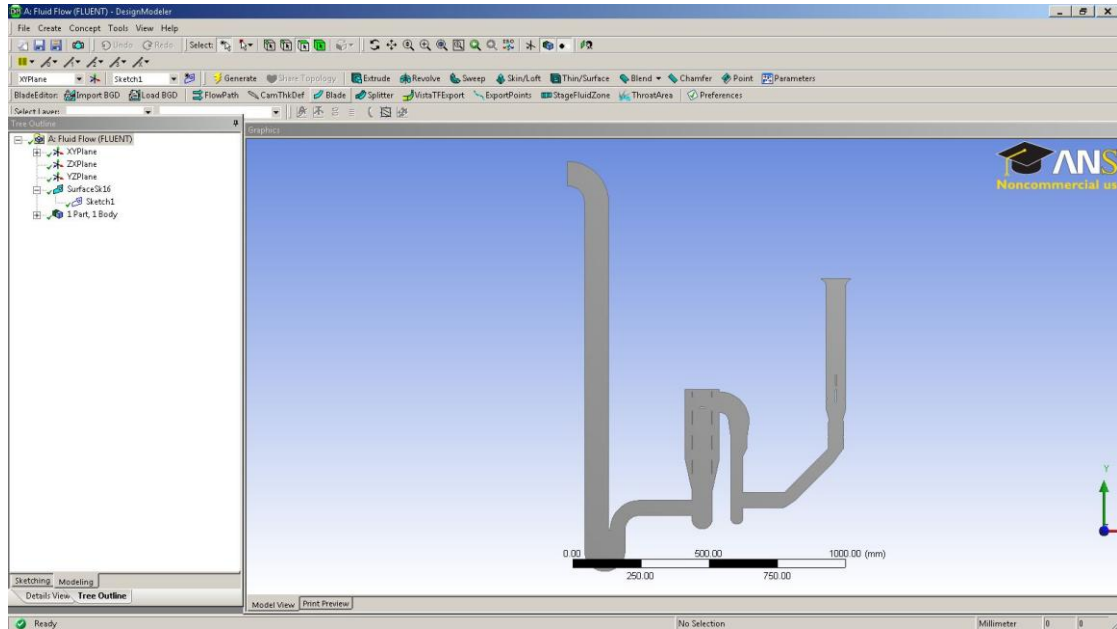 A: Fluid Flow (FLUENT) - DesignModeler
File Create Concept Tools View Help
Undo Redo Select:
XYPlane Sketch1 Generate Share Topology Extrude Revolve Sweep Skin/Loft Thin/Surface Blend Chamfer Point Parameters
BladeEditor: Import BGD Load BGD FlowPath CamThkDef Blade Splitter VistaTFExport ExportPoints StageFluidZone ThroatArea Preferences
Select Layer:
Tree Outline
Graphics
A: Fluid Flow (FLUENT)
XYPlane
ZXPlane
YZPlane
SurfaceSk16
Sketch1
1 Part, 1 Body
ANS
Noncommercial us
Y
0.00 500.00 1000.00 (mm)
250.00 750.00
Sketching Modeling
Details View Tree Outline
Model View Print Preview
Ready No Selection Millimeter 0 0